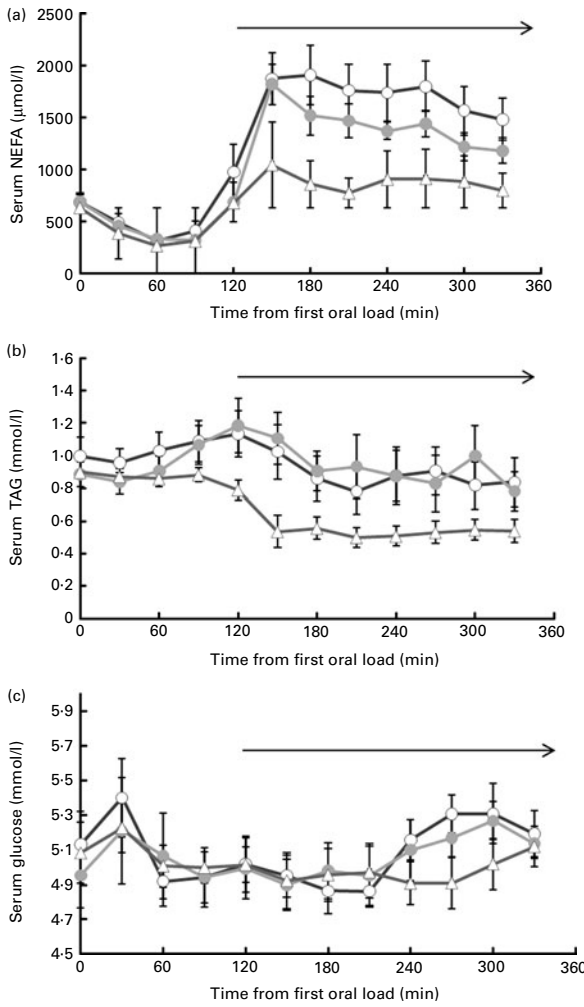 (a)
2500
2000
1500
1000
500
0
Serum NEFA (μmol/l)
0 60 120 180 240 300 360
Time from first oral load (min)
(b)
1·6
1·4
1·2
1·0
0·8
0·6
0·4
0·2
0
Serum TAG (mmol/l)
0 60 120 180 240 300 360
Time from first oral load (min)
(c)
5·9
5·7
5·5
5·3
5·1
4·9
4·7
4·5
Serum glucose (mmol/l)
0 60 120 180 240 300 360
Time from first oral load (min)